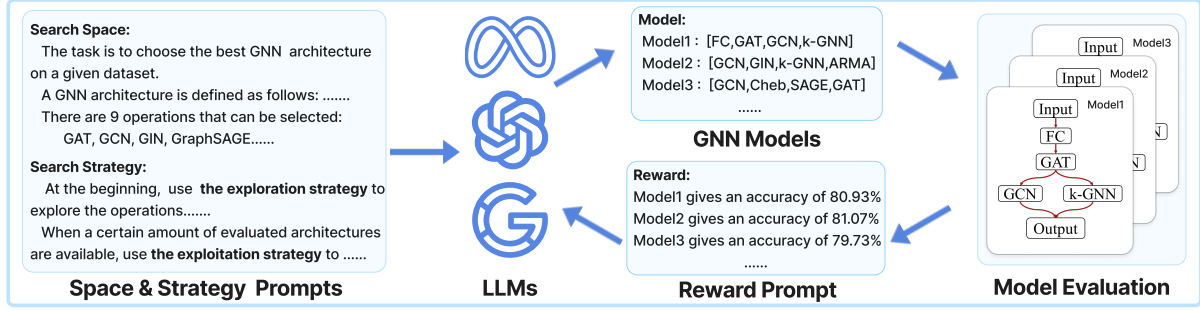 Search Space:
The task is to choose the best GNN architecture
on a given dataset.
A GNN architecture is defined as follows: .......
There are 9 operations that can be selected:
GAT, GCN, GIN, GraphSAGE......
Search Strategy:
At the beginning, use the exploration strategy to
explore the operations.......
When a certain amount of evaluated architectures
are available, use the exploitation strategy to ......
Space & Strategy Prompts
LLMs
Model:
Model1 : [FC,GAT,GCN,k-GNN]
Model2 : [GCN,GIN,k-GNN,ARMA]
Model3 : [GCN,Cheb,SAGE,GAT]
......
GNN Models
Reward:
Model1 gives an accuracy of 80.93%
Model2 gives an accuracy of 81.07%
Model3 gives an accuracy of 79.73%
......
Reward Prompt
Input
Model3
Input
Model2
Input
Model1
FC
GAT
GCN
k-GNN
Output
N
N
Model Evaluation